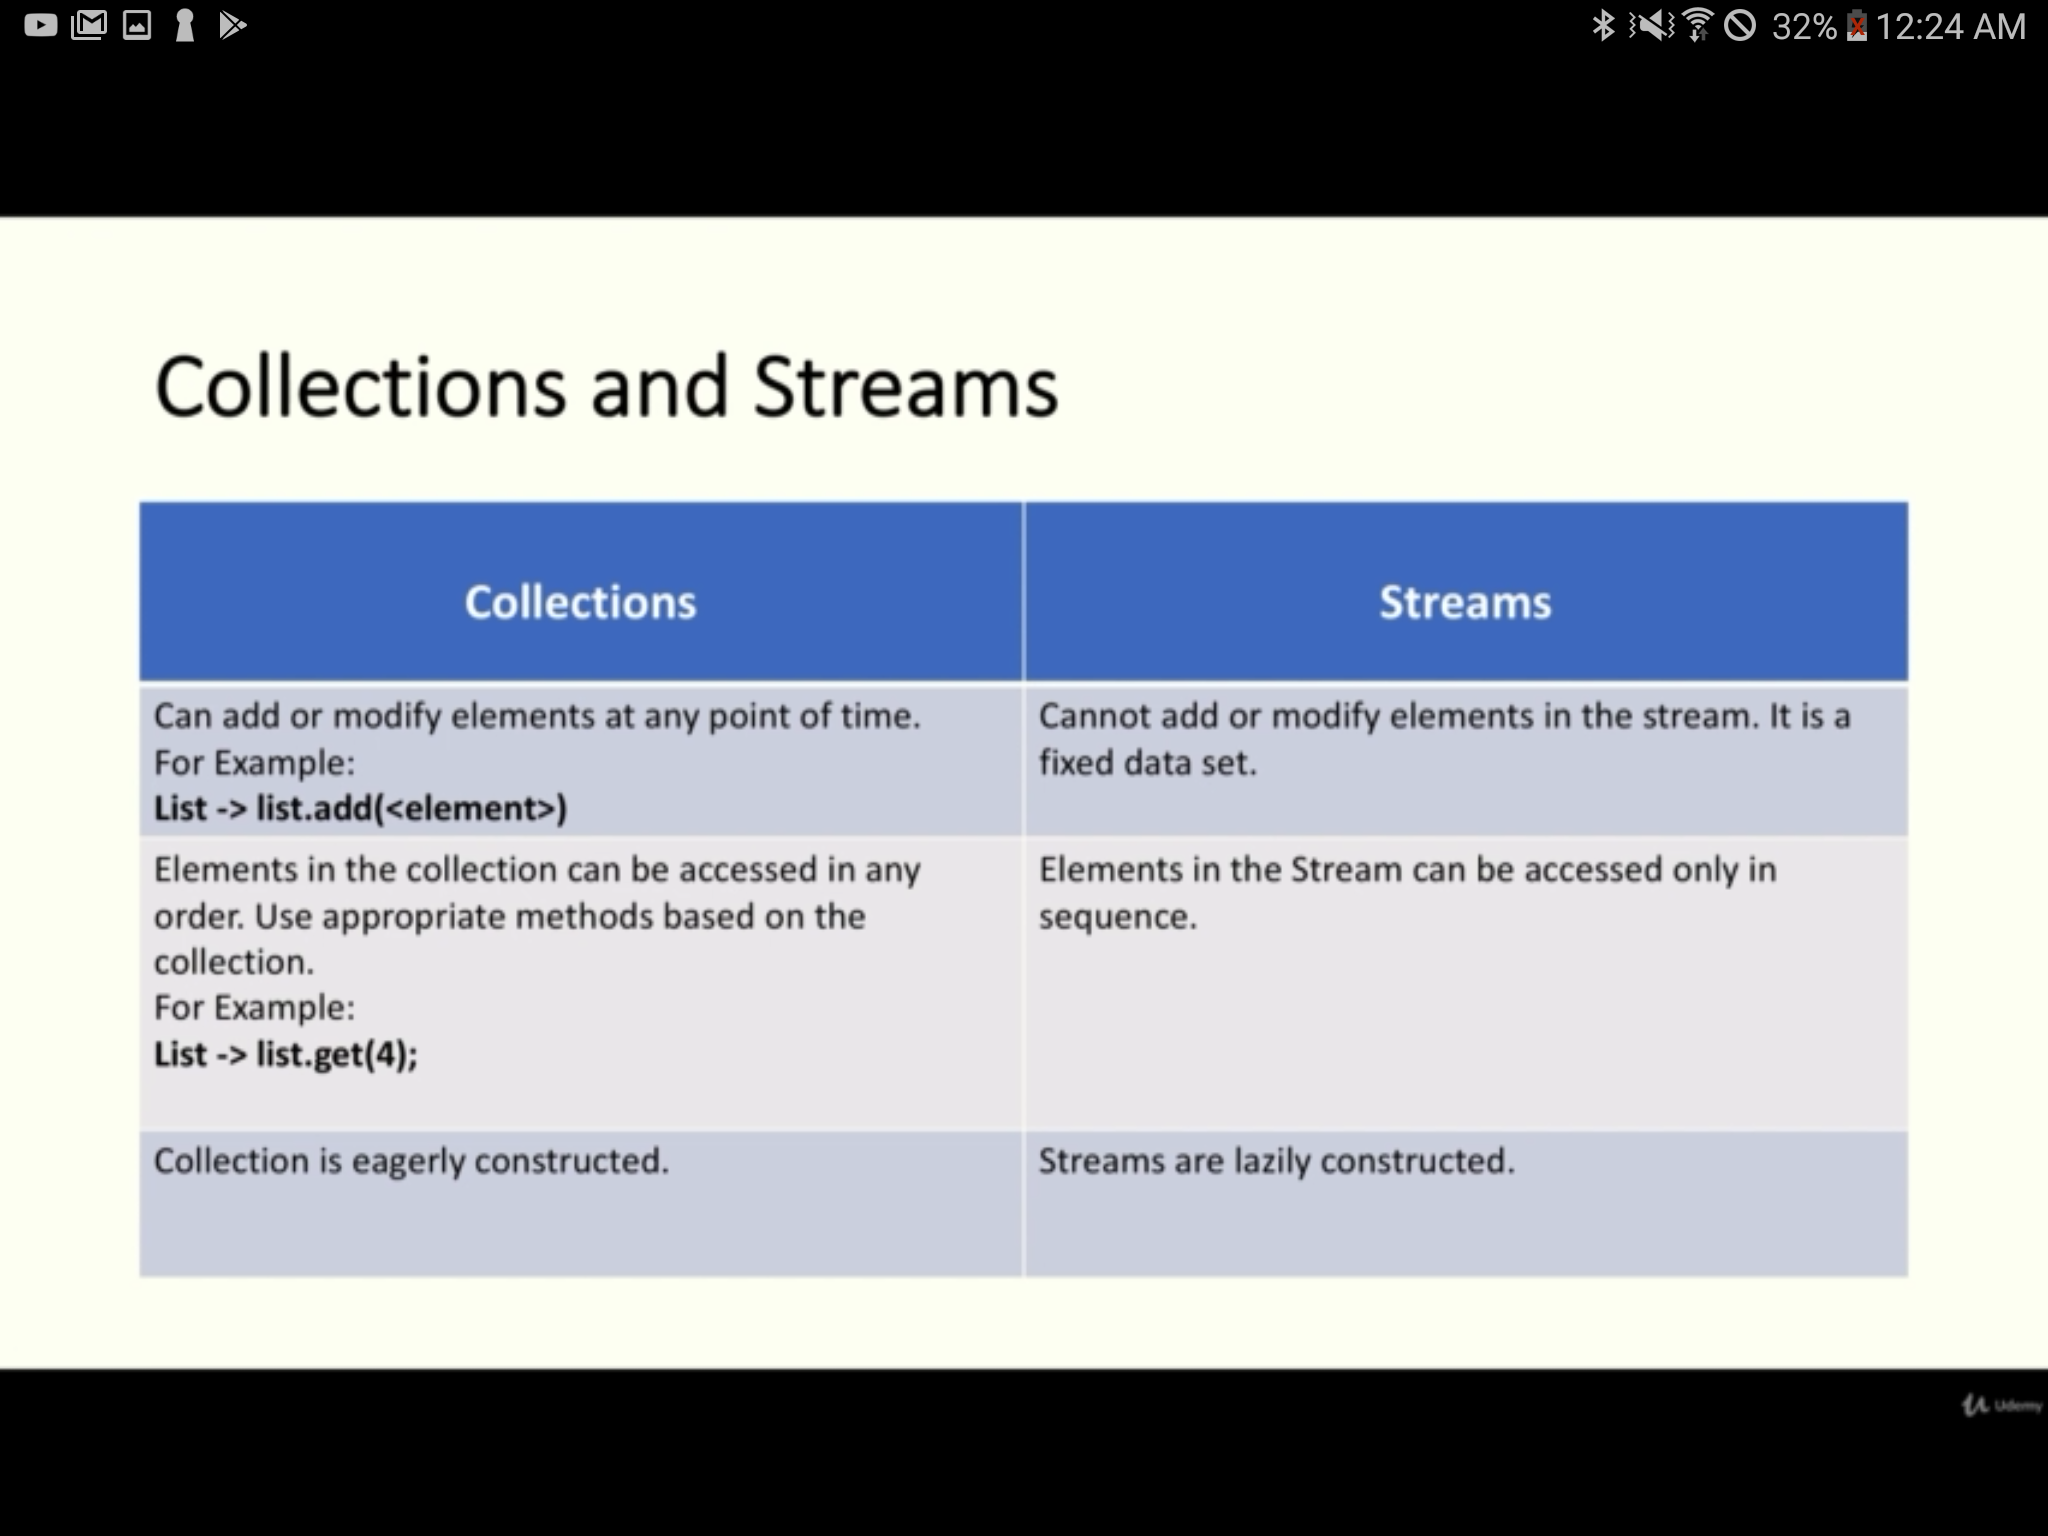 32% 12:24 AM
Collections and Streams
Collections
Streams
Can add or modify elements at any point of time.
For Example:
List -> list.add(<element>)
Cannot add or modify elements in the stream. It is a
fixed data set.
Elements in the collection can be accessed in any
order. Use appropriate methods based on the
collection.
For Example:
List -> list.get(4);
Elements in the Stream can be accessed only in
sequence.
Collection is eagerly constructed.
Streams are lazily constructed.
Udemy